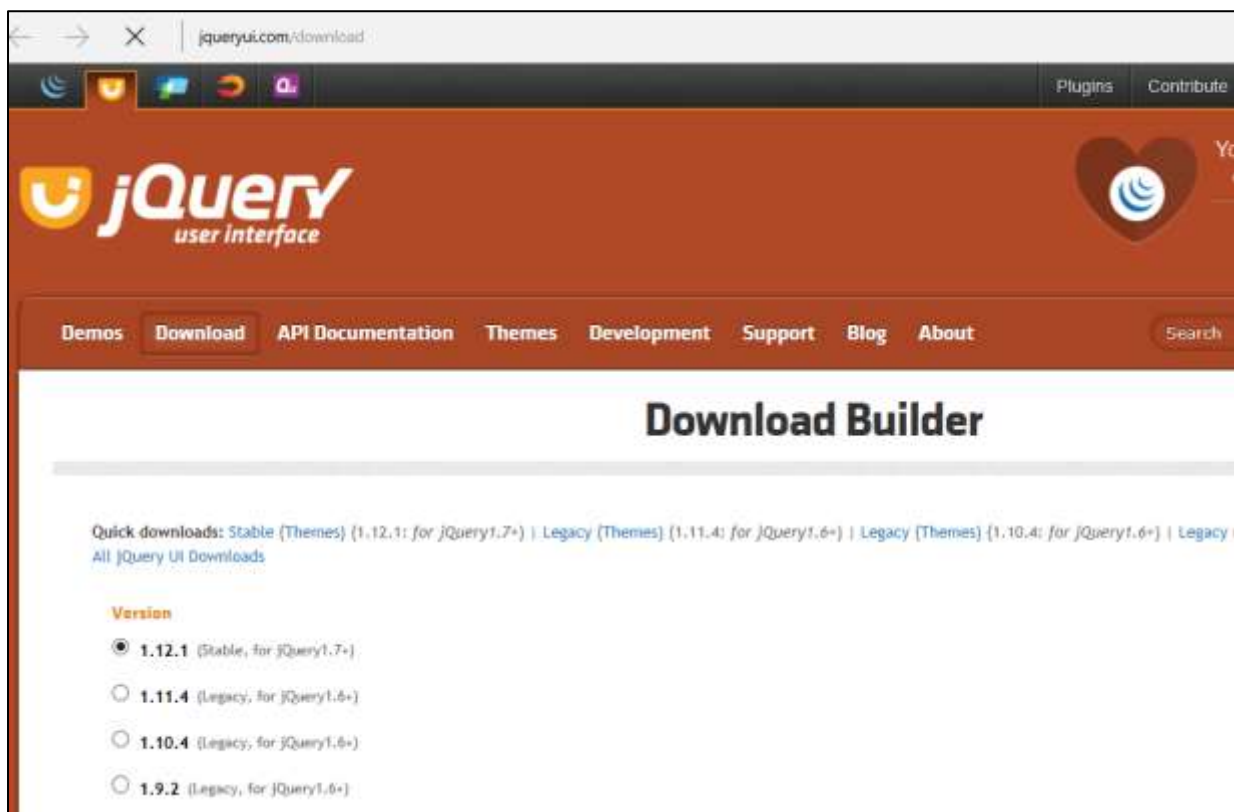 jqueryui.com/download
Plugins Contribute
jQuery
user interface
Demos Download API Documentation Themes Development Support Blog About Search
Download Builder
Quick downloads: Stable (Themes) (1.12.1: for jQuery1.7+) | Legacy (Themes) (1.11.4: for jQuery1.6+) | Legacy (Themes) (1.10.4: for jQuery1.6+) | Legacy
All jQuery UI Downloads
Version
1.12.1 (Stable, for jQuery1.7+)
1.11.4 (Legacy, for jQuery1.6+)
1.10.4 (Legacy, for jQuery1.6+)
1.9.2 (Legacy, for jQuery1.6+)